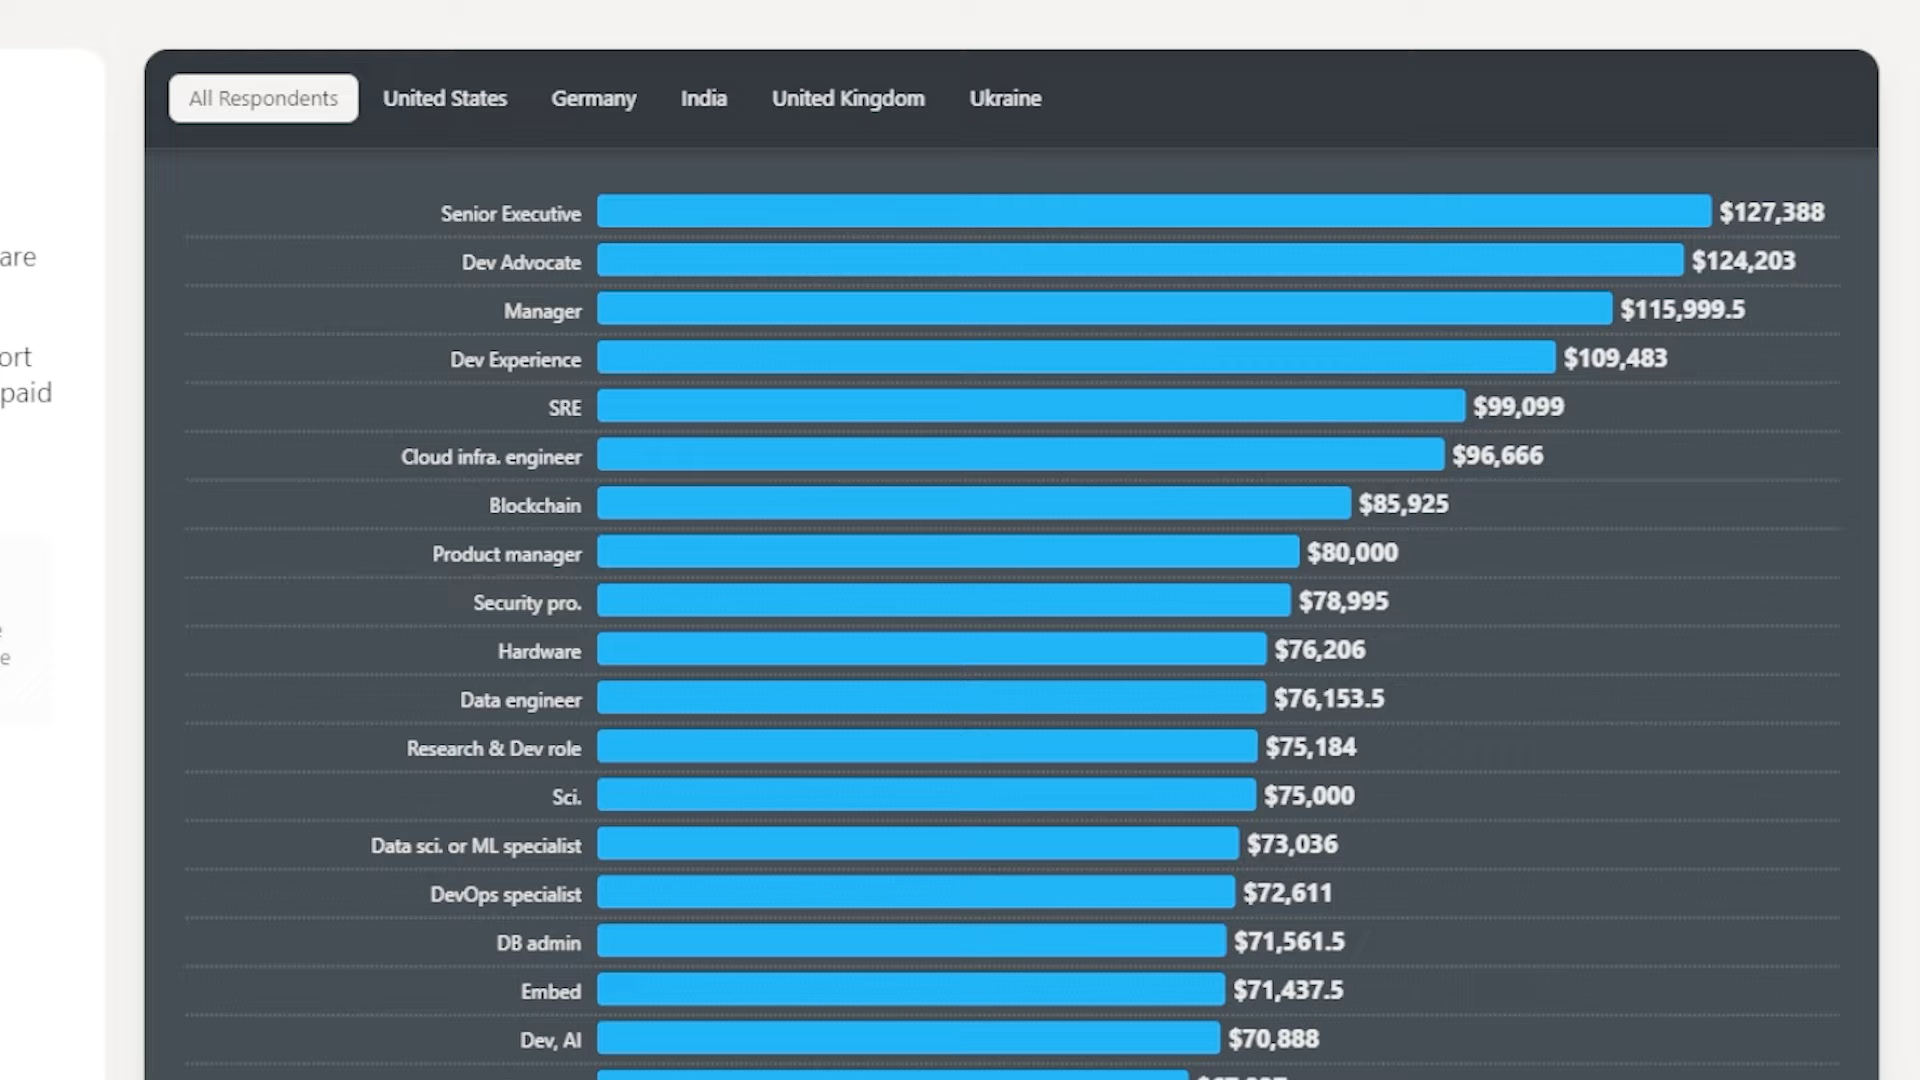 All Respondents United States Germany India United Kingdom Ukraine
are
ort
paid
e
e
Senior Executive $127,388
Dev Advocate $124,203
Manager $115,999.5
Dev Experience $109,483
SRE $99,099
Cloud infra. engineer $96,666
Blockchain $85,925
Product manager $80,000
Security pro. $78,995
Hardware $76,206
Data engineer $76,153.5
Research & Dev role $75,184
Sci. $75,000
Data sci. or ML specialist $73,036
DevOps specialist $72,611
DB admin $71,561.5
Embed $71,437.5
Dev, AI $70,888